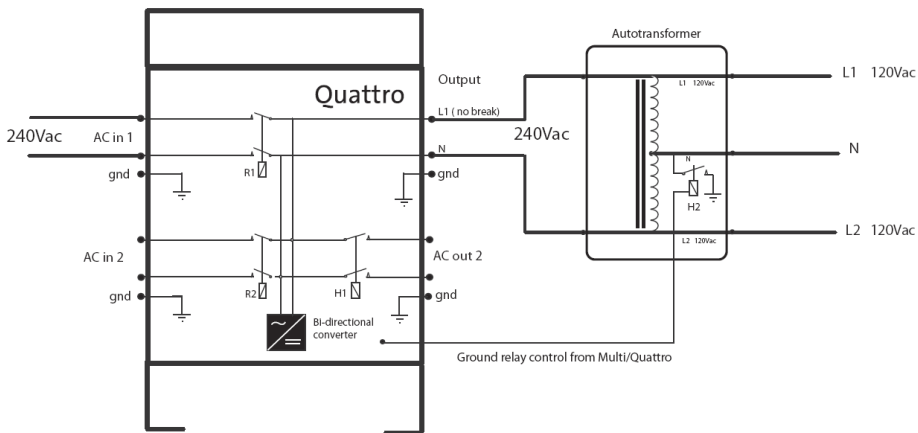 Autotransformer
Quattro
Output
L1 120Vac
L1 120Vac
L1 ( no break)
240Vac
AC in 1
240Vac
N
N
N
gnd
R1
gnd
H2
L2 120Vac
L2 120Vac
AC in 2
AC out 2
gnd
R2
H1
gnd
Bi-directional
converter
Ground relay control from Multi/Quattro